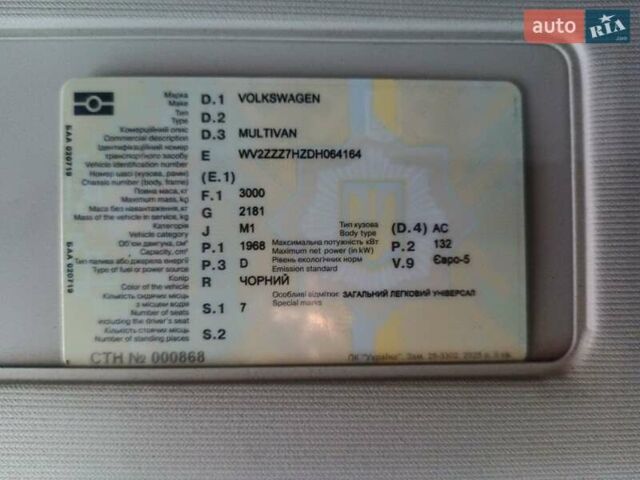 auto RIA .com
Марка
Make D.1 VOLKSWAGEN
Тип
Type D.2
Комерційний опис
Commercial description D.3 MULTIVAN
Ідентифікаційний номер
транспортного засобу
Vehicle identification number E WV2ZZZ7HZDH064164
Номер шасі (кузова, рами)
Chassis number (body, frame) (E.1)
Повна маса, кг
Maximum mass, kg F.1 3000
Маса без навантаження, кг
Mass of the vehicle in service, kg G 2181
Категорія
Vehicle category J M1 Тип кузова
Body type (D.4) AC
Об'єм двигуна, см³
Capacity, cm³ P.1 1968 Максимальна потужність кВт
Maximum net power (in kW) P.2 132
Тип палива або джерела енергії
Type of fuel or power source P.3 D Рівень екологічних норм
Emission standard V.9 Євро-5
Колір
Color of the vehicle R ЧОРНИЙ
Кількість сидячих місць
з місцем водія
Number of seats
including the driver's seat S.1 7 Особливі відмітки: ЗАГАЛЬНИЙ ЛЕГКОВИЙ УНІВЕРСАЛ
Special marks
Кількість стоячих місць
Number of standing places S.2
СТН № 000868
БАА 020719
БАА 020719